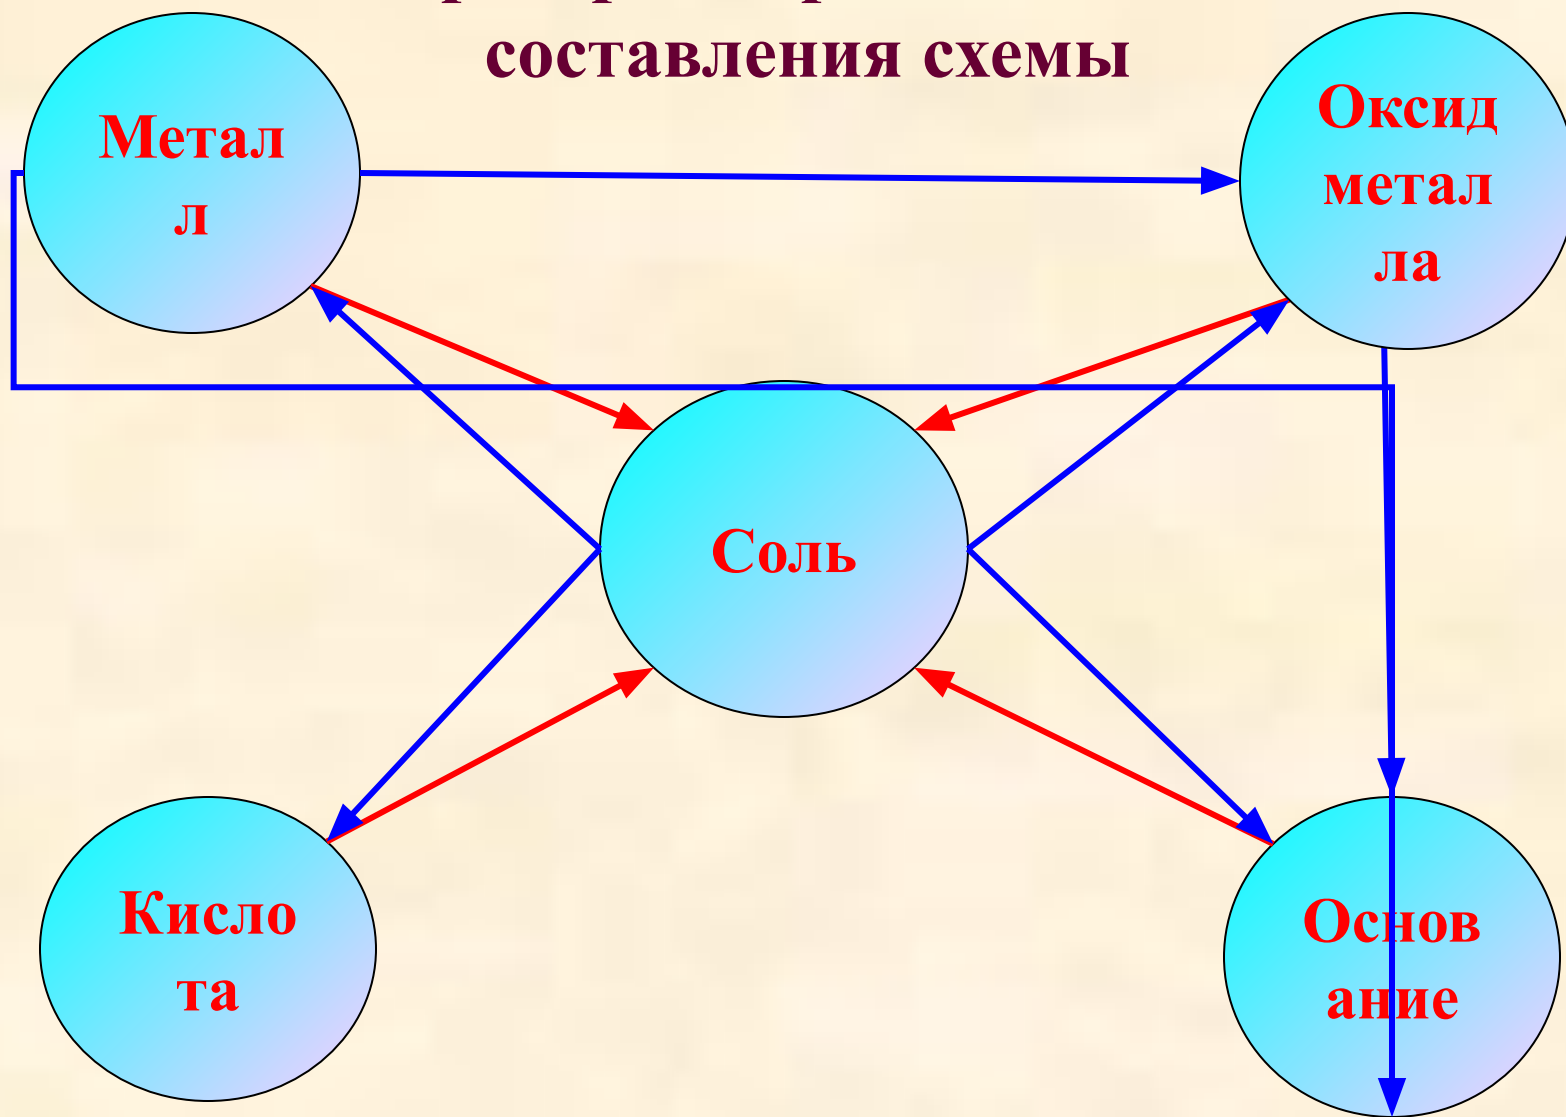 составления схемы
Метал
л
Оксид
метал
ла
Соль
Кисло
та
Основ
ание